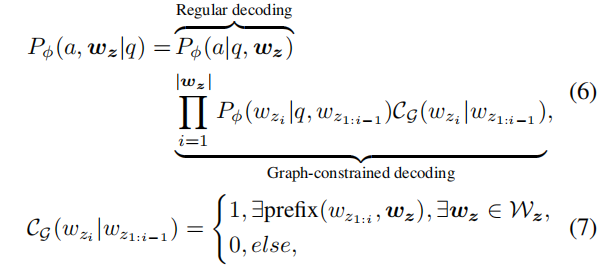 Regular decoding
P_ϕ(a, w_z|q) = P_ϕ(a|q, w_z)
|w_z|
∏ P_ϕ(w_{z_i}|q, w_{z_{1:i−1}})C_G(w_{z_i}|w_{z_{1:i−1}}),
i=1
(6)
Graph-constrained decoding
C_G(w_{z_i}|w_{z_{1:i−1}}) = { 1, ∃prefix(w_{z_{1:i}}, w_z), ∃w_z ∈ W_z,
0, else,
(7)